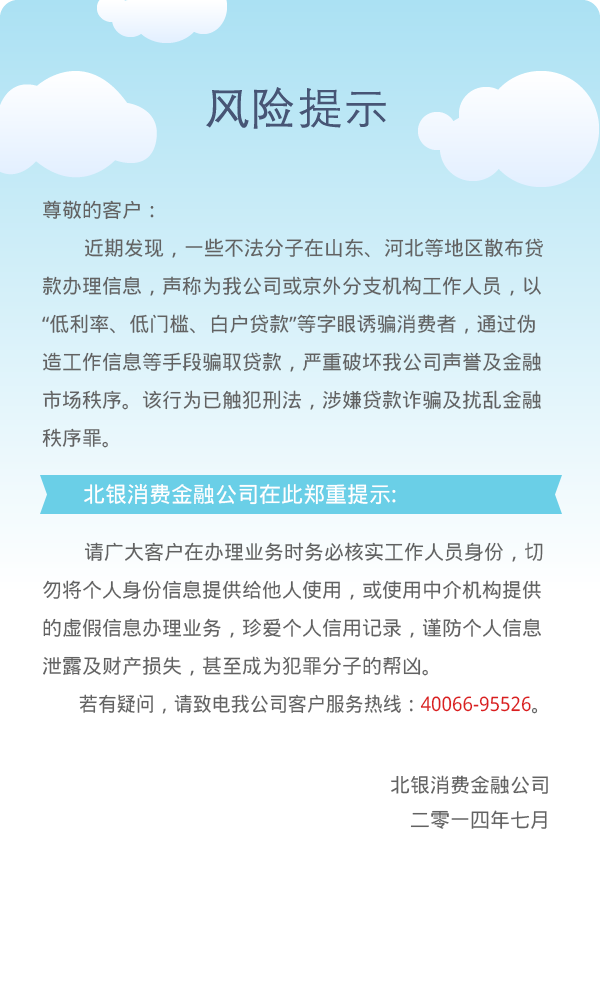 风险提示
尊敬的客户：
近期发现，一些不法分子在山东、河北等地区散布贷
款办理信息，声称为我公司或京外分支机构工作人员，以
“低利率、低门槛、白户贷款”等字眼诱骗消费者，通过伪
造工作信息等手段骗取贷款，严重破坏我公司声誉及金融
市场秩序。该行为已触犯刑法，涉嫌贷款诈骗及扰乱金融
秩序罪。
北银消费金融公司在此郑重提示:
请广大客户在办理业务时务必核实工作人员身份，切
勿将个人身份信息提供给他人使用，或使用中介机构提供
的虚假信息办理业务，珍爱个人信用记录，谨防个人信息
泄露及财产损失，甚至成为犯罪分子的帮凶。
若有疑问，请致电我公司客户服务热线：40066-95526。
北银消费金融公司
二零一四年七月